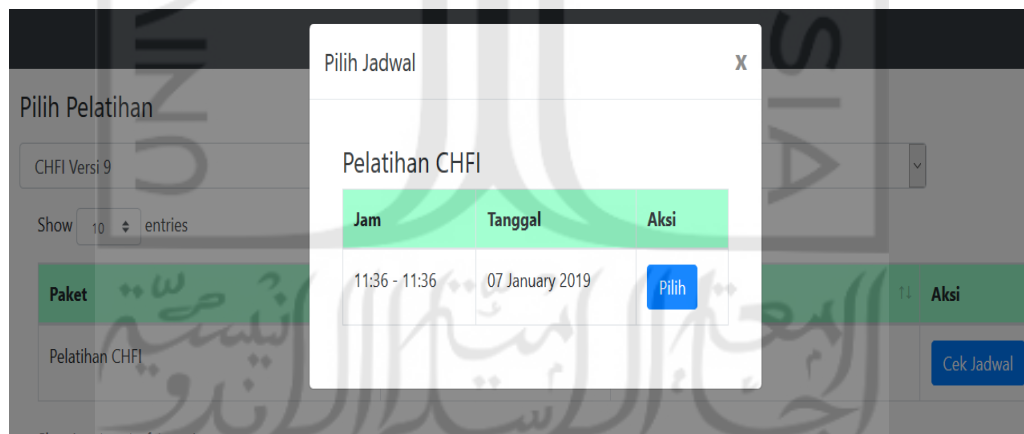 Pilih Jadwal X
Pilih Pelatihan
CHFI Versi 9
Pelatihan CHFI
Show 10 entries
Jam Tanggal Aksi
11:36 - 11:36 07 January 2019 Pilih
Paket Aksi
Pelatihan CHFI Cek Jadwal